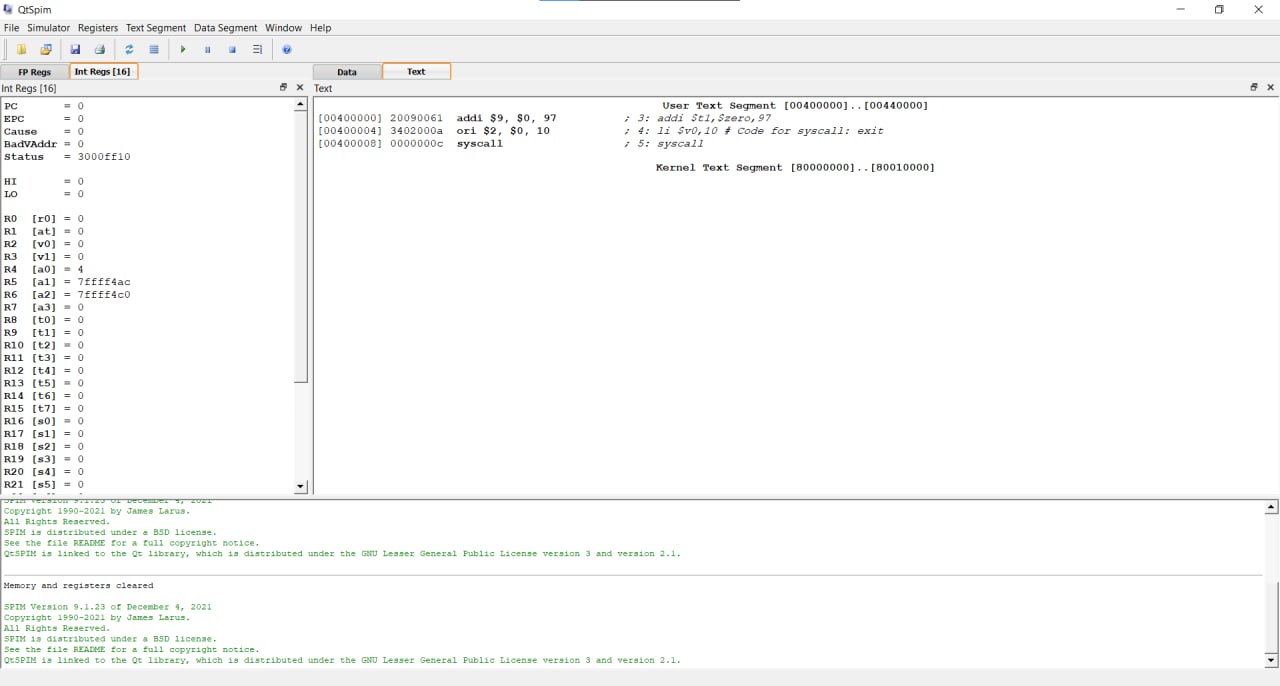 QtSpim
File Simulator Registers Text Segment Data Segment Window Help
FP Regs Int Regs [16] Data Text
Int Regs [16]
PC = 0
EPC = 0
Cause = 0
BadVAddr = 0
Status = 3000ff10
HI = 0
LO = 0
R0 [r0] = 0
R1 [at] = 0
R2 [v0] = 0
R3 [v1] = 0
R4 [a0] = 4
R5 [a1] = 7ffff4ac
R6 [a2] = 7ffff4c0
R7 [a3] = 0
R8 [t0] = 0
R9 [t1] = 0
R10 [t2] = 0
R11 [t3] = 0
R12 [t4] = 0
R13 [t5] = 0
R14 [t6] = 0
R15 [t7] = 0
R16 [s0] = 0
R17 [s1] = 0
R18 [s2] = 0
R19 [s3] = 0
R20 [s4] = 0
R21 [s5] = 0
Text
User Text Segment [00400000]..[00440000]
[00400000] 20090061 addi $9, $0, 97 ; 3: addi $t1,$zero,97
[00400004] 3402000a ori $2, $0, 10 ; 4: li $v0,10 # Code for syscall: exit
[00400008] 0000000c syscall ; 5: syscall
Kernel Text Segment [80000000]..[80010000]
SPIM Version 9.1.23 of December 4, 2021
Copyright 1990-2021 by James Larus.
All Rights Reserved.
SPIM is distributed under a BSD license.
See the file README for a full copyright notice.
QtSPIM is linked to the Qt library, which is distributed under the GNU Lesser General Public License version 3 and version 2.1.
Memory and registers cleared
SPIM Version 9.1.23 of December 4, 2021
Copyright 1990-2021 by James Larus.
All Rights Reserved.
SPIM is distributed under a BSD license.
See the file README for a full copyright notice.
QtSPIM is linked to the Qt library, which is distributed under the GNU Lesser General Public License version 3 and version 2.1.